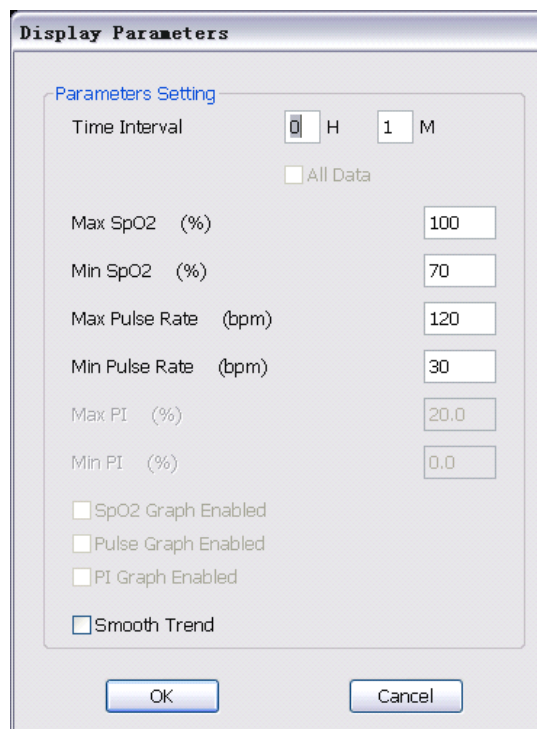 Display Parameters
Parameters Setting
Time Interval 0 H 1 M
All Data
Max SpO2 (%) 100
Min SpO2 (%) 70
Max Pulse Rate (bpm) 120
Min Pulse Rate (bpm) 30
Max PI (%) 20.0
Min PI (%) 0.0
SpO2 Graph Enabled
Pulse Graph Enabled
PI Graph Enabled
Smooth Trend
OK Cancel